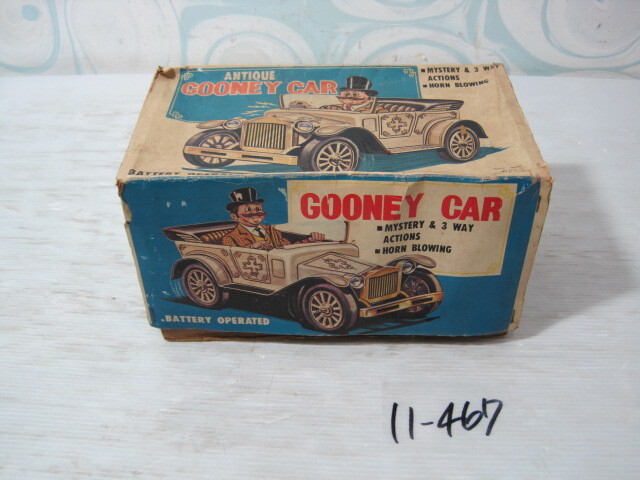 ANTIQUE
GOONEY CAR
▪ MYSTERY & 3 WAY
ACTIONS
▪ HORN BLOWING
BATTERY OPERATED
GOONEY CAR
▪ MYSTERY & 3 WAY
ACTIONS
▪ HORN BLOWING
BATTERY OPERATED
11-467